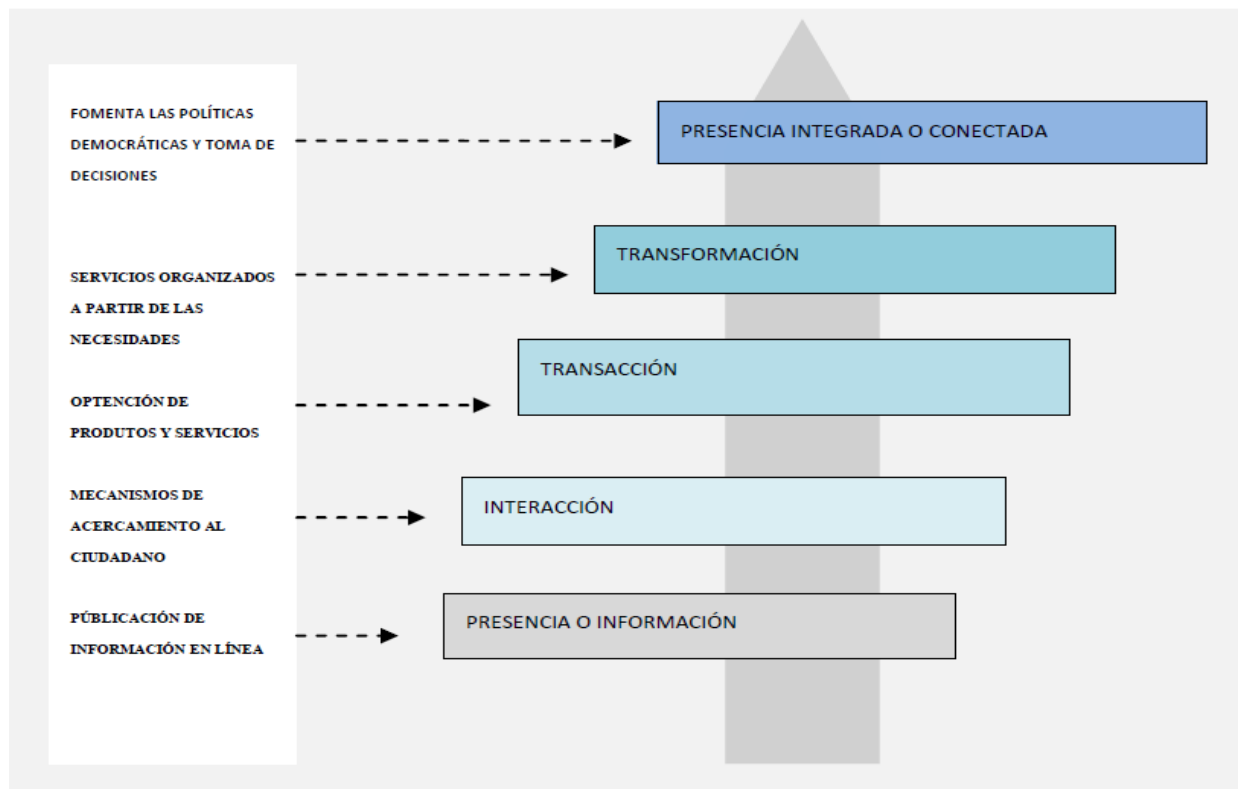 FOMENTA LAS POLÍTICAS
DEMOCRÁTICAS Y TOMA DE
DECISIONES
PRESENCIA INTEGRADA O CONECTADA
SERVICIOS ORGANIZADOS
A PARTIR DE LAS
NECESIDADES
TRANSFORMACIÓN
OPTENCIÓN DE
PRODUTOS Y SERVICIOS
TRANSACCIÓN
MECANISMOS DE
ACERCAMIENTO AL
CIUDADANO
INTERACCIÓN
PÚBLICACIÓN DE
INFORMACIÓN EN LÍNEA
PRESENCIA O INFORMACIÓN